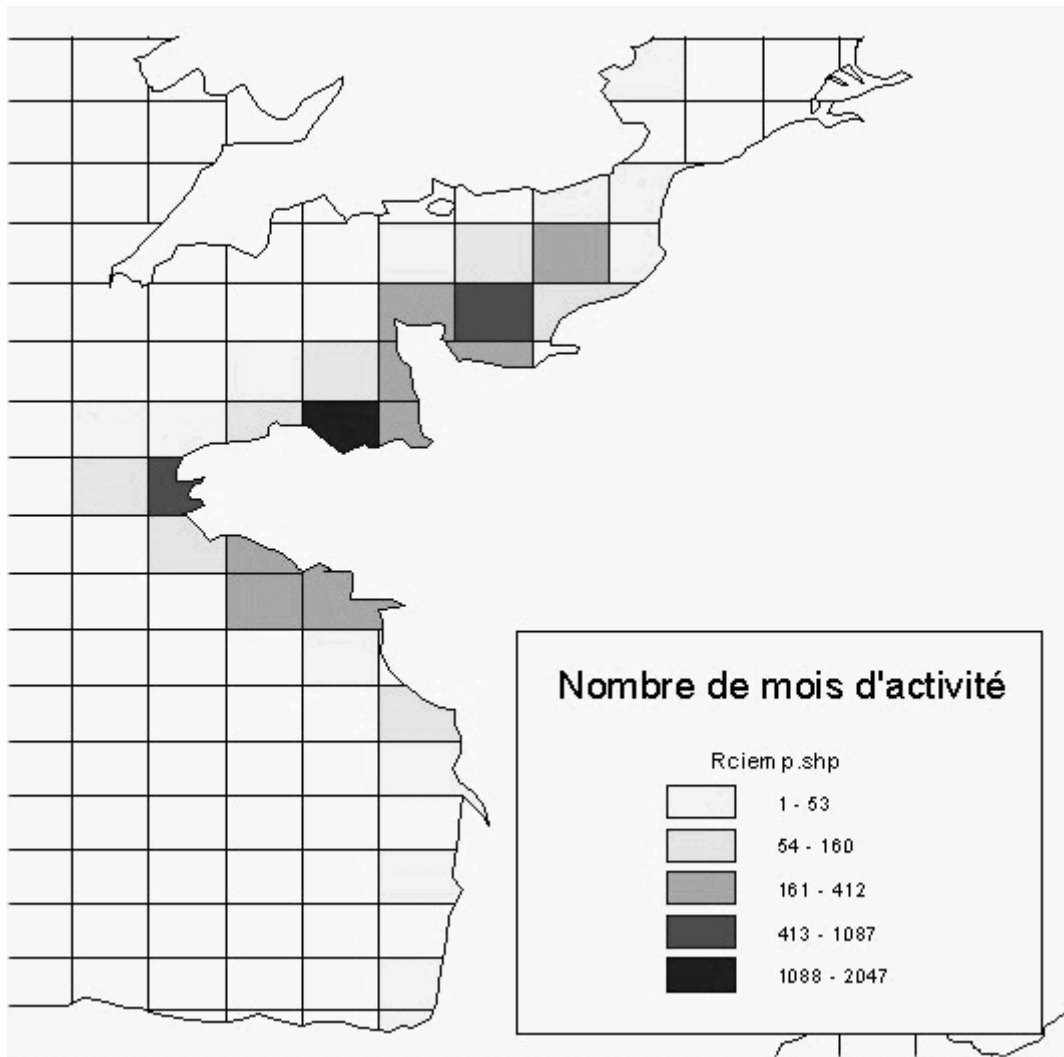 Nombre de mois d'activité
Rciemp.shp
1 - 53
54 - 160
161 - 412
413 - 1087
1088 - 2047